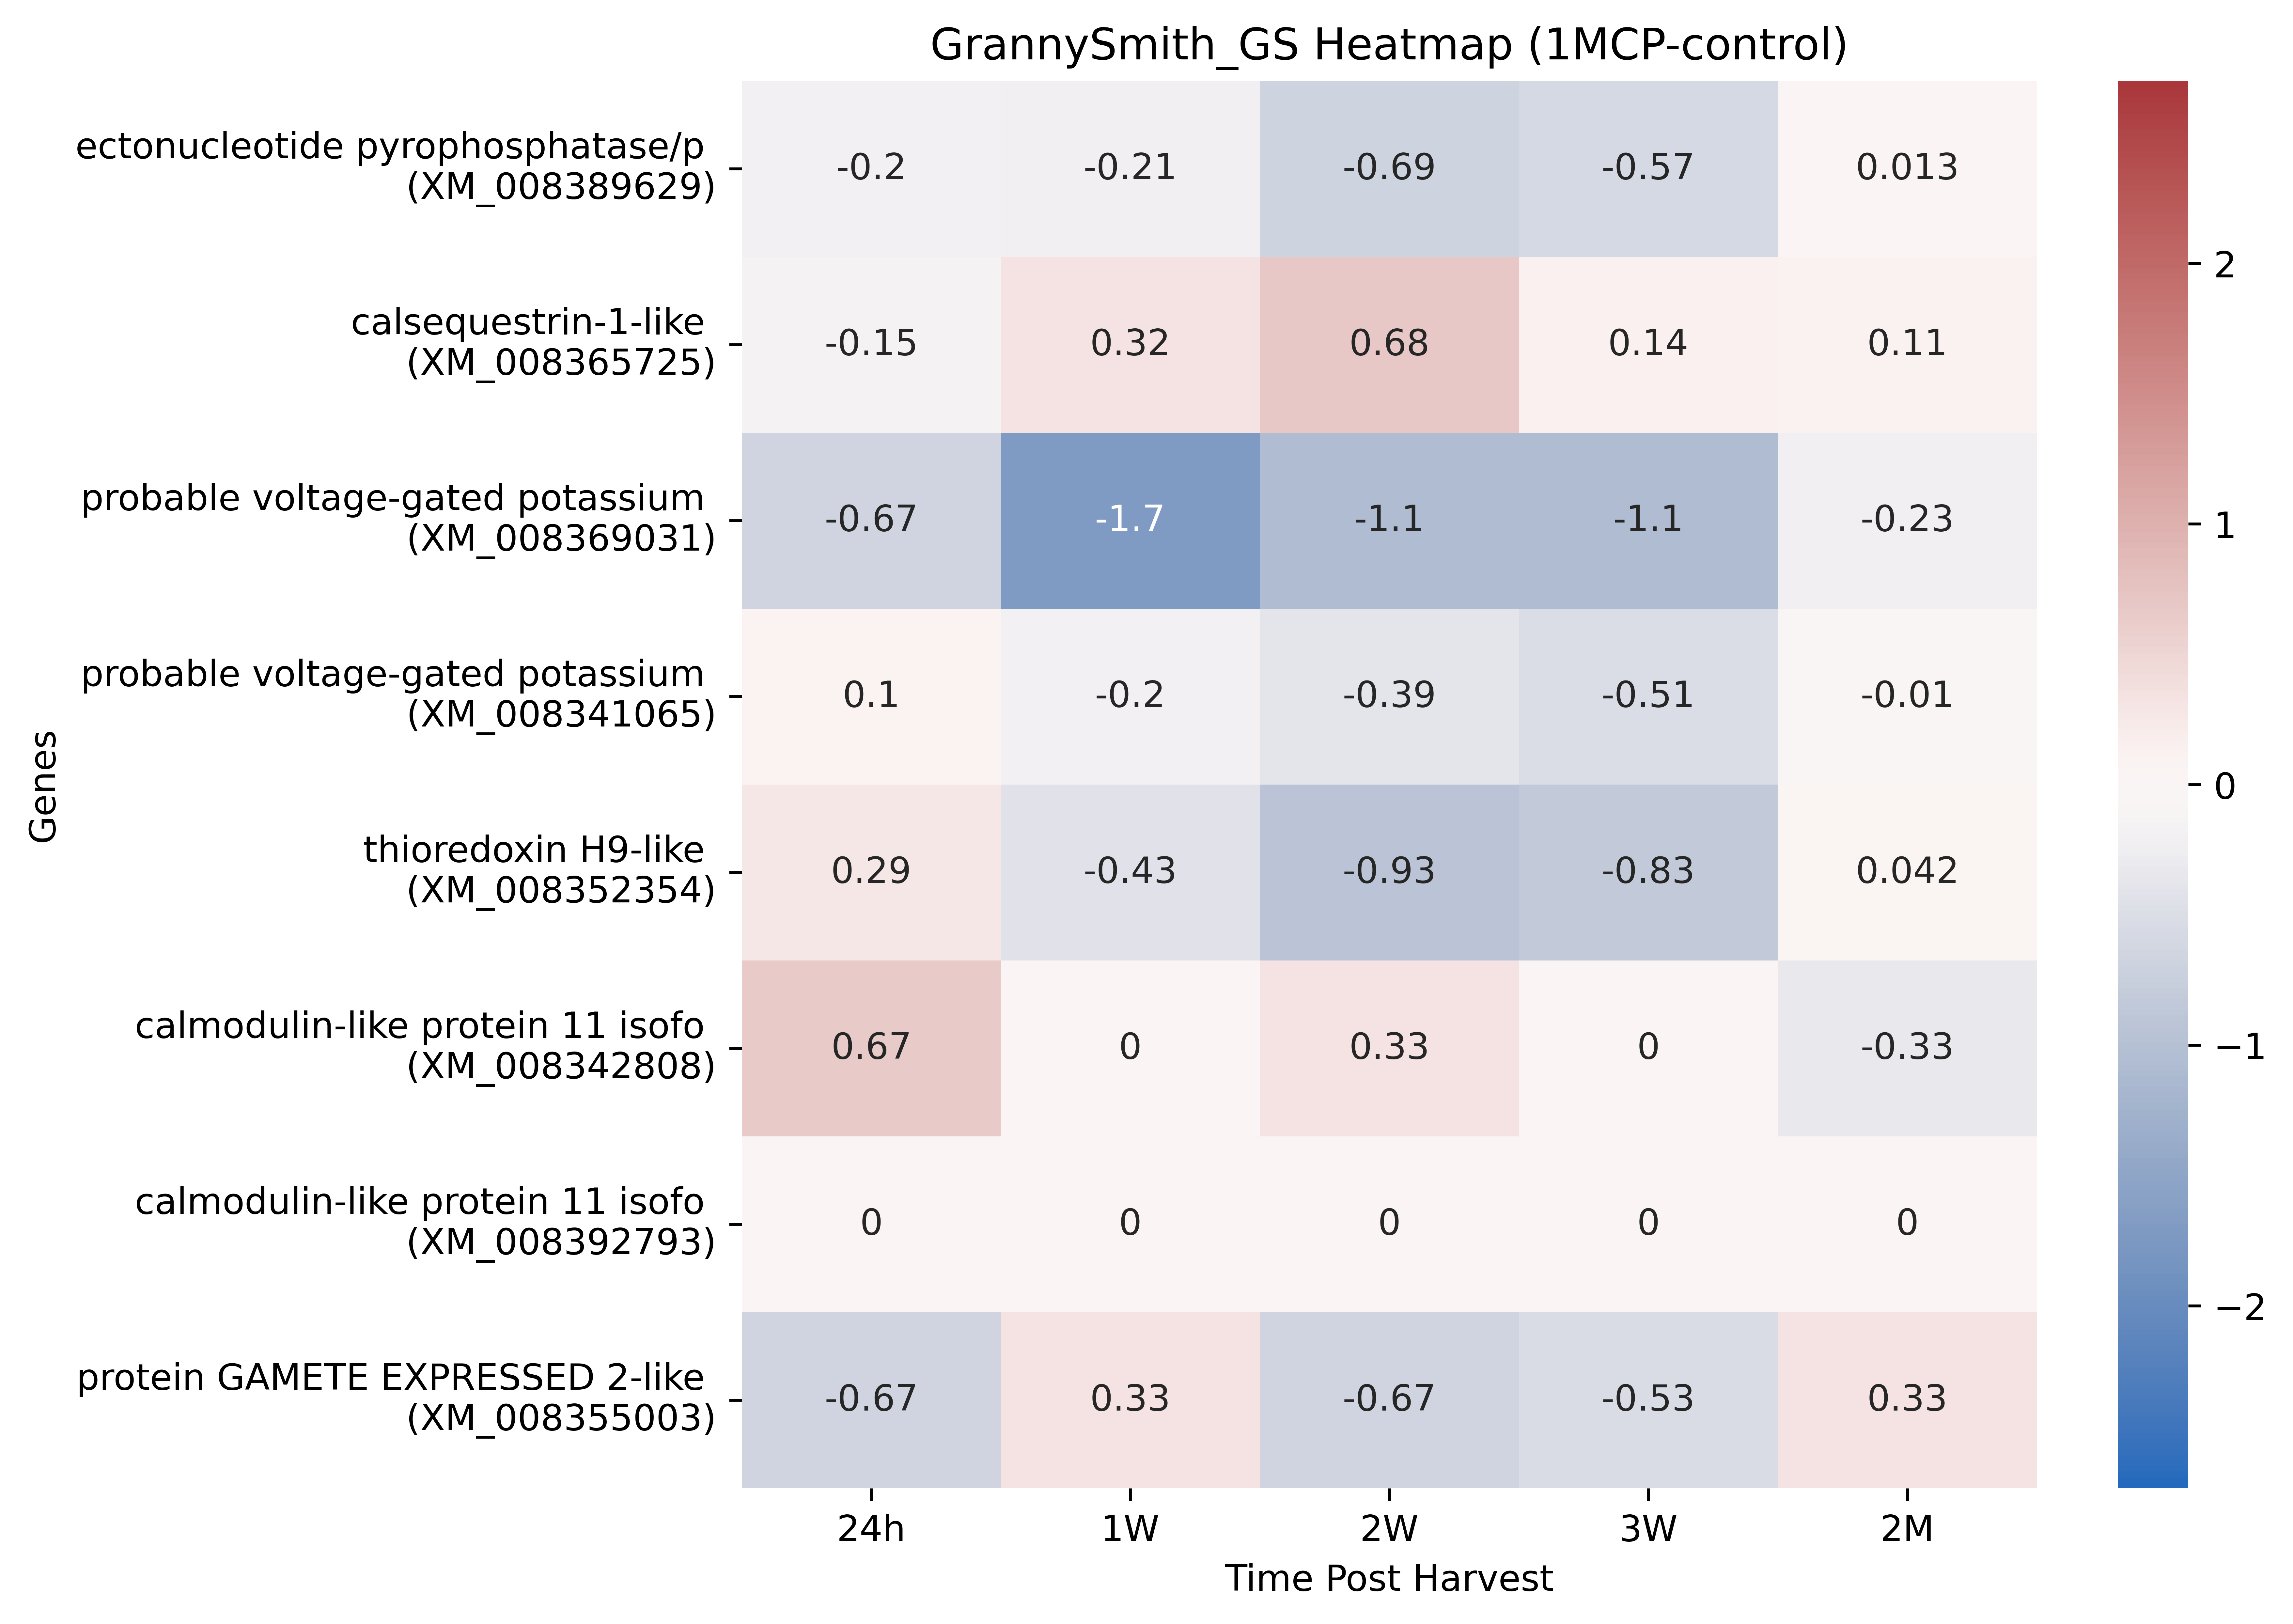 GrannySmith_GS Heatmap (1MCP-control)
ectonucleotide pyrophosphatase/p
(XM_008389629)
-0.2 -0.21 -0.69 -0.57 0.013
calsequestrin-1-like
(XM_008365725)
-0.15 0.32 0.68 0.14 0.11
probable voltage-gated potassium
(XM_008369031)
-0.67 -1.7 -1.1 -1.1 -0.23
probable voltage-gated potassium
(XM_008341065)
0.1 -0.2 -0.39 -0.51 -0.01
thioredoxin H9-like
(XM_008352354)
0.29 -0.43 -0.93 -0.83 0.042
calmodulin-like protein 11 isofo
(XM_008342808)
0.67 0 0.33 0 -0.33
calmodulin-like protein 11 isofo
(XM_008392793)
0 0 0 0 0
protein GAMETE EXPRESSED 2-like
(XM_008355003)
-0.67 0.33 -0.67 -0.53 0.33
Genes
24h 1W 2W 3W 2M
Time Post Harvest
2
1
0
−1
−2